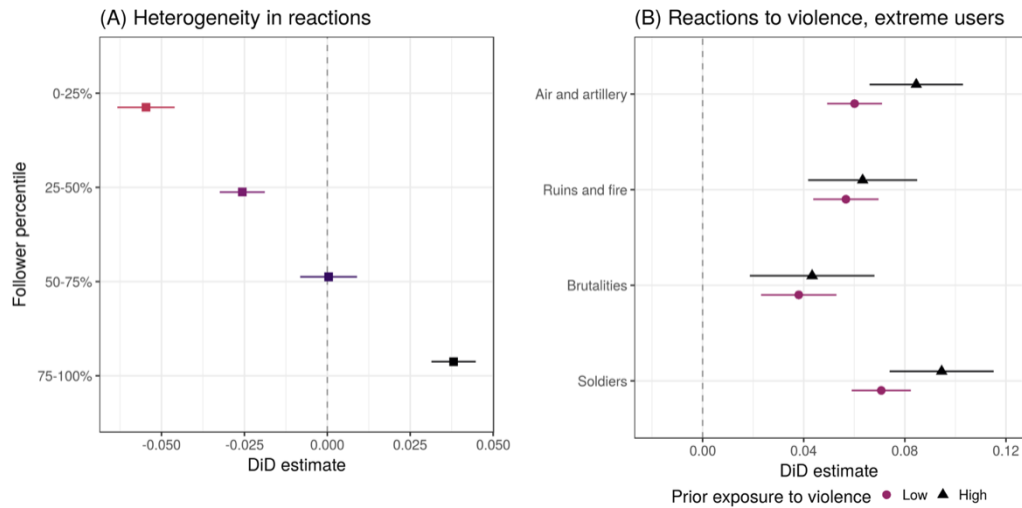 (A) Heterogeneity in reactions
Follower percentile
0-25%
25-50%
50-75%
75-100%
-0.050 -0.025 0.000 0.025 0.050
DiD estimate
(B) Reactions to violence, extreme users
Air and artillery
Ruins and fire
Brutalities
Soldiers
0.00 0.04 0.08 0.12
DiD estimate
Prior exposure to violence Low High